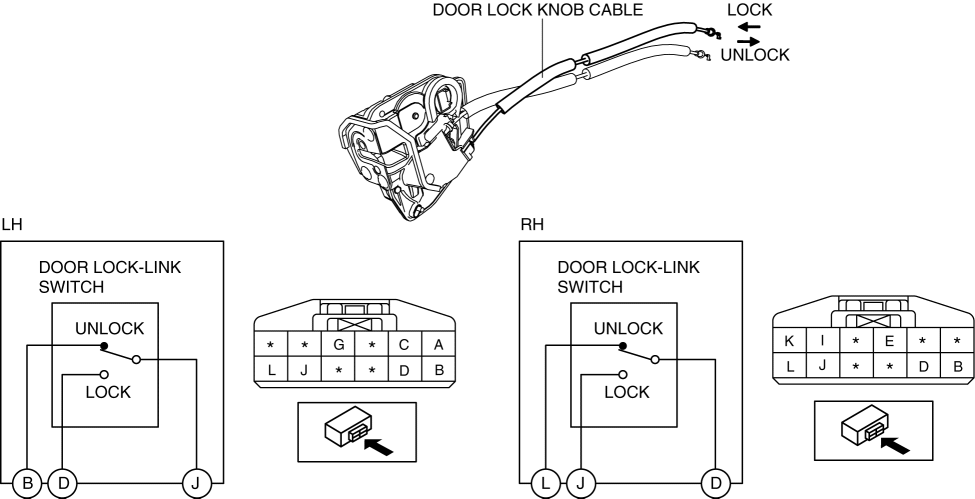 DOOR LOCK KNOB CABLE
LOCK
UNLOCK
LH
DOOR LOCK-LINK
SWITCH
UNLOCK
LOCK
B D J
* * G * C A
L J * * D B
RH
DOOR LOCK-LINK
SWITCH
UNLOCK
LOCK
L J D
K I * E * *
L J * * D B